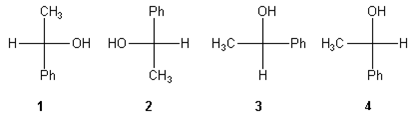 CH3 Ph OH OH
H OH HO H H3C Ph H3C H
Ph CH3 H Ph
1 2 3 4